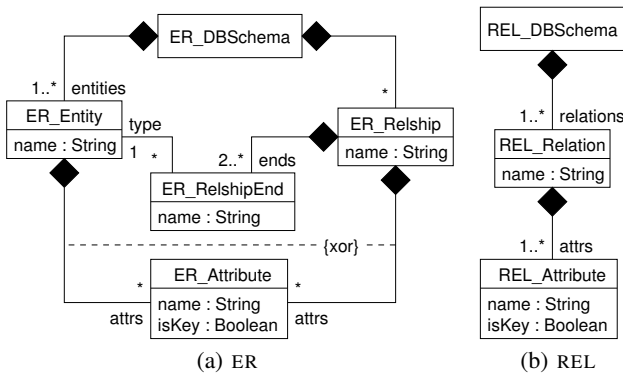 ER_DBSchema
1..* entities
*
ER_Entity
name : String
type
1 *
ER_Relship
name : String
2..* ends
ER_RelshipEnd
name : String
{xor}
* ER_Attribute *
attrs name : String attrs
isKey : Boolean
(a) ER
REL_DBSchema
1..* relations
REL_Relation
name : String
1..* attrs
REL_Attribute
name : String
isKey : Boolean
(b) REL